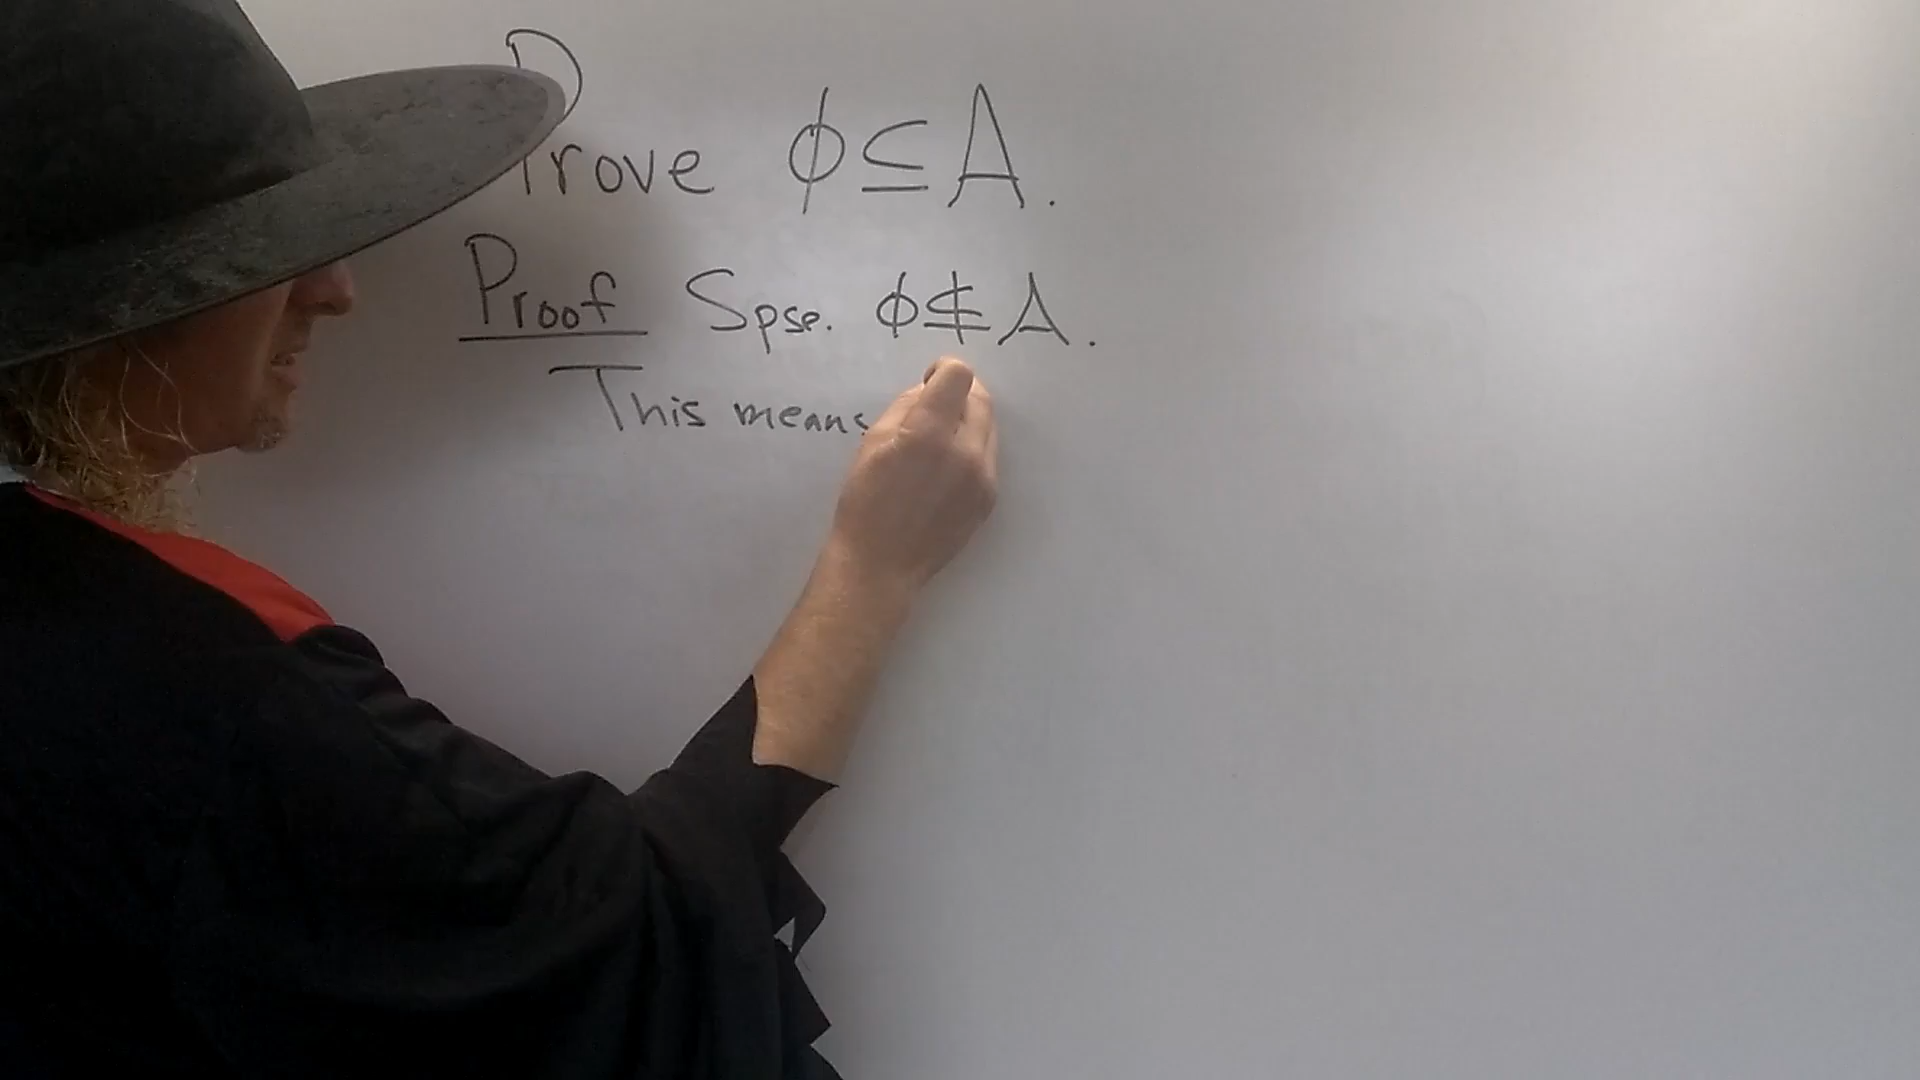 Prove ϕ ⊆ A.
Proof Spse. ϕ ⊈ A.
This means